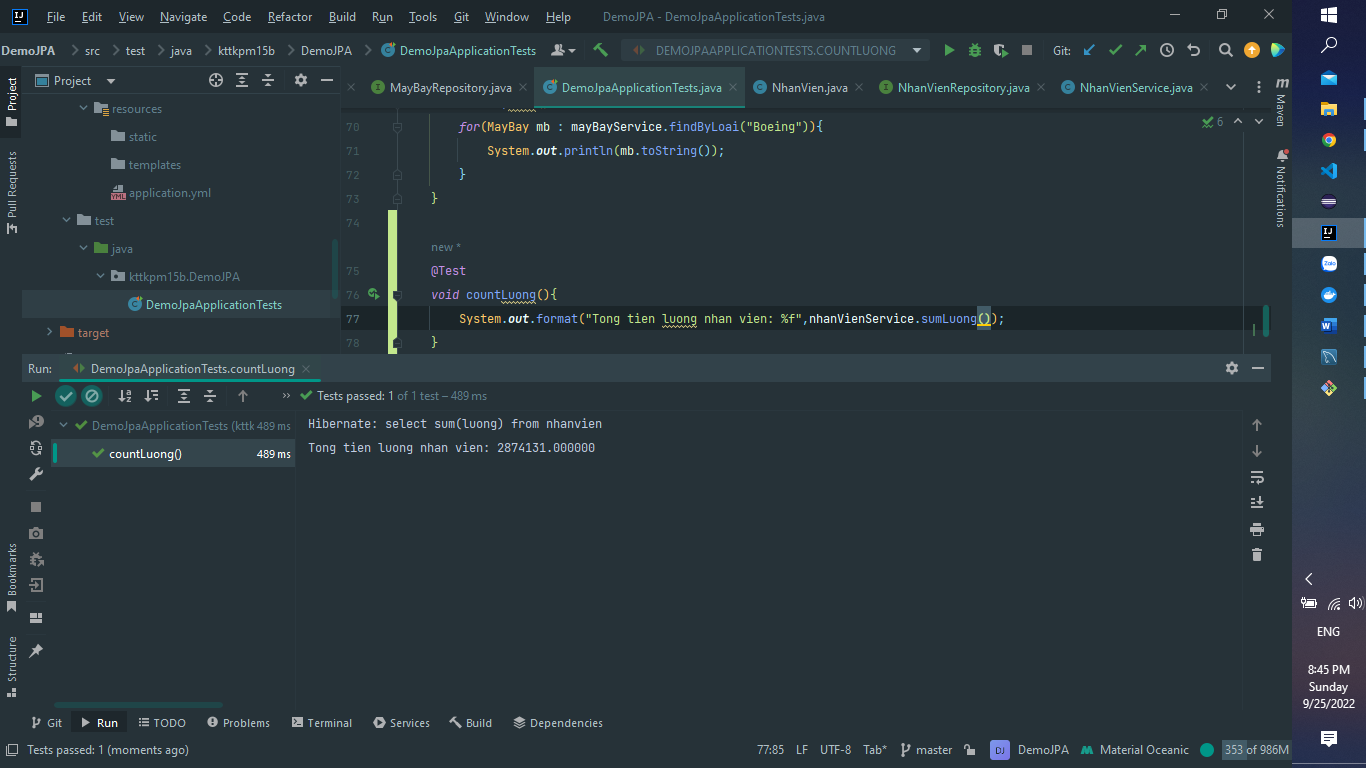 File Edit View Navigate Code Refactor Build Run Tools Git Window Help DemoJPA - DemoJpaApplicationTests.java
DemoJPA src test java kttkpm15b DemoJPA DemoJpaApplicationTests DEMOJPAAPPLICATIONTESTS.COUNTLUONG Git:
Project
MayBayRepository.java DemoJpaApplicationTests.java NhanVien.java NhanVienRepository.java NhanVienService.java
resources
static
templates
application.yml
test
java
kttkpm15b.DemoJPA
DemoJpaApplicationTests
target
70 for(MayBay mb : mayBayService.findByLoai("Boeing")){
71 System.out.println(mb.toString());
72 }
73 }
74
new *
75 @Test
76 void countLuong(){
77 System.out.format("Tong tien luong nhan vien: %f",nhanVienService.sumLuong());
78 }
6
Project
Pull Requests
Bookmarks
Structure
Maven
Notifications
Run: DemoJpaApplicationTests.countLuong
Tests passed: 1 of 1 test – 489 ms
DemoJpaApplicationTests (kttk 489 ms
countLuong() 489 ms
Hibernate: select sum(luong) from nhanvien
Tong tien luong nhan vien: 2874131.000000
Git Run TODO Problems Terminal Services Build Dependencies
Tests passed: 1 (moments ago) 77:85 LF UTF-8 Tab* master DJ DemoJPA Material Oceanic 353 of 986M
Zalo
ENG
8:45 PM
Sunday
9/25/2022